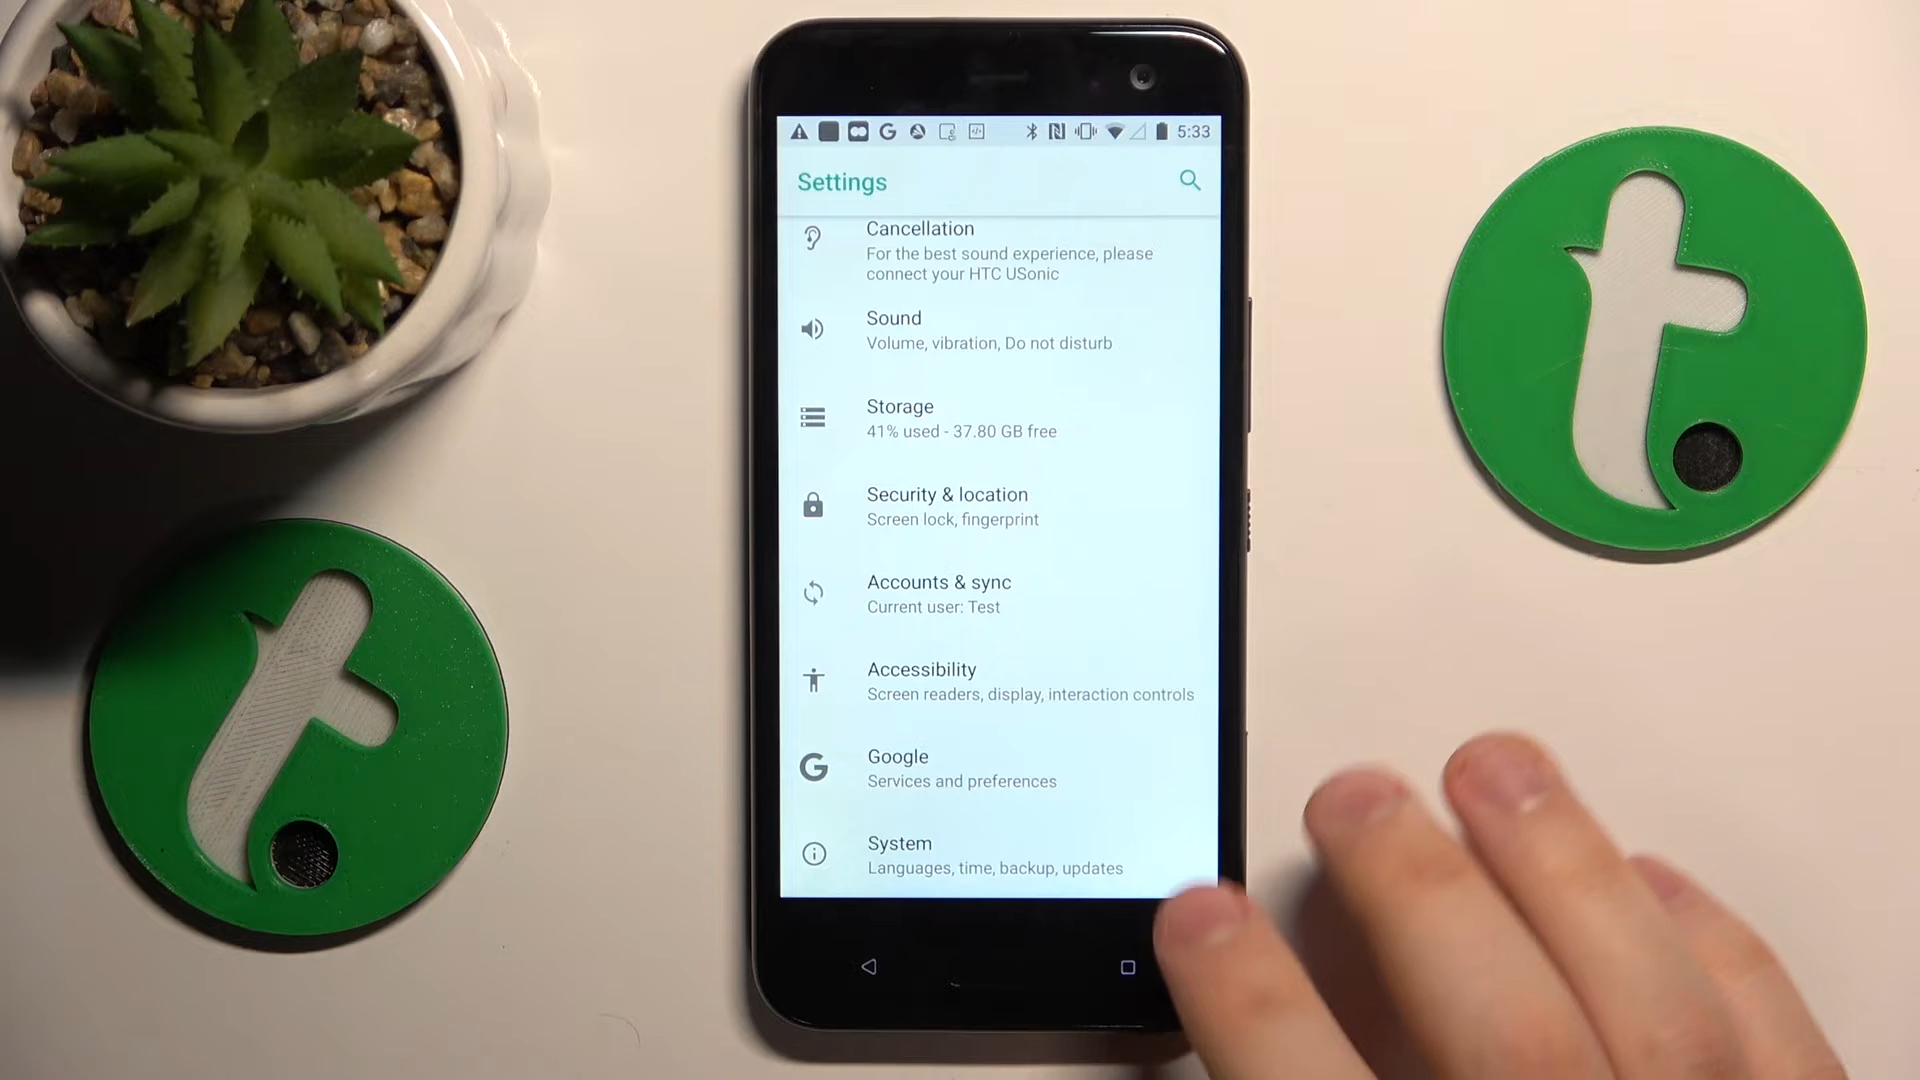 5:33
Settings
Cancellation
For the best sound experience, please
connect your HTC USonic
Sound
Volume, vibration, Do not disturb
Storage
41% used - 37.80 GB free
Security & location
Screen lock, fingerprint
Accounts & sync
Current user: Test
Accessibility
Screen readers, display, interaction controls
Google
Services and preferences
System
Languages, time, backup, updates